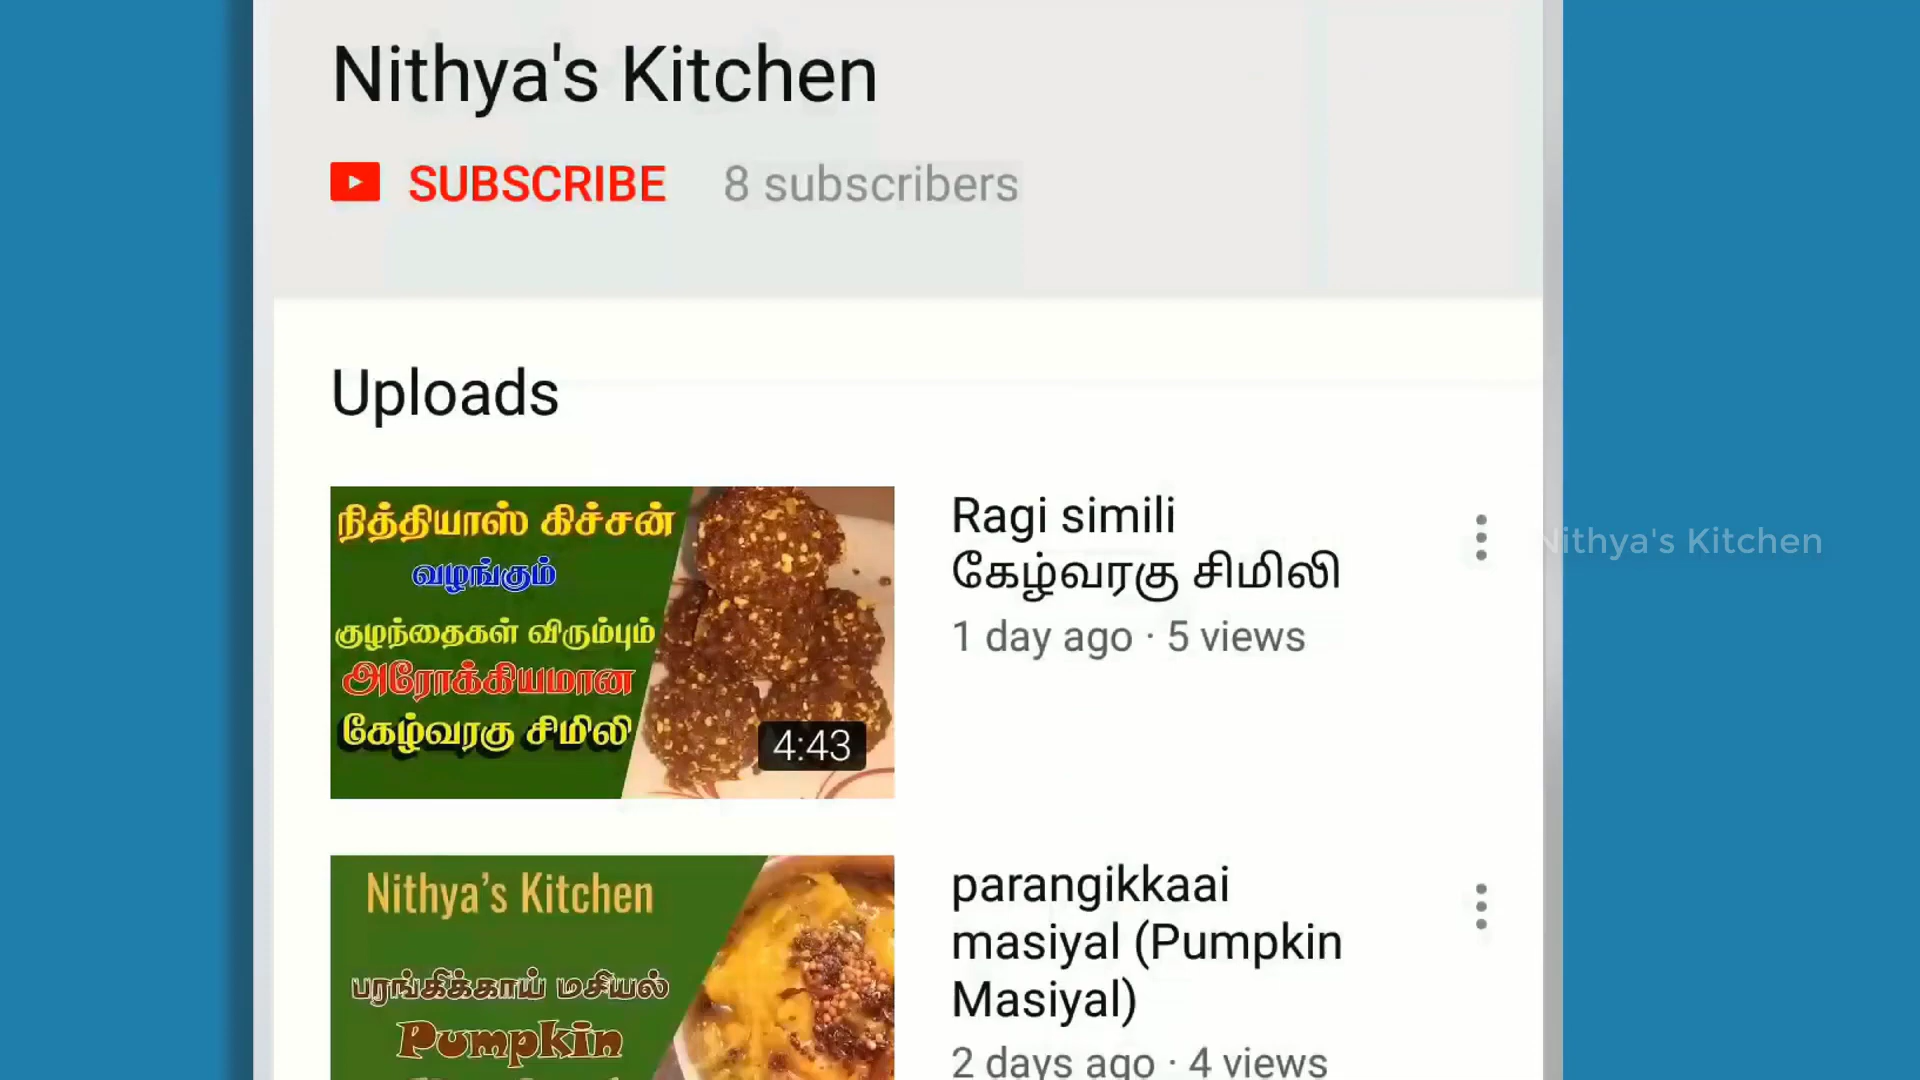 Nithya's Kitchen
SUBSCRIBE 8 subscribers
Uploads
நித்தியாஸ் கிச்சன்
வழங்கும்
குழந்தைகள் விரும்பும்
அரோக்கியமான
கேழ்வரகு சிமிலி
4:43
Ragi simili
கேழ்வரகு சிமிலி
1 day ago · 5 views
Nithya's Kitchen
Nithya's Kitchen
பரங்கிக்காய் மசியல்
Pumpkin
parangikkaai
masiyal (Pumpkin
Masiyal)
2 days ago · 4 views